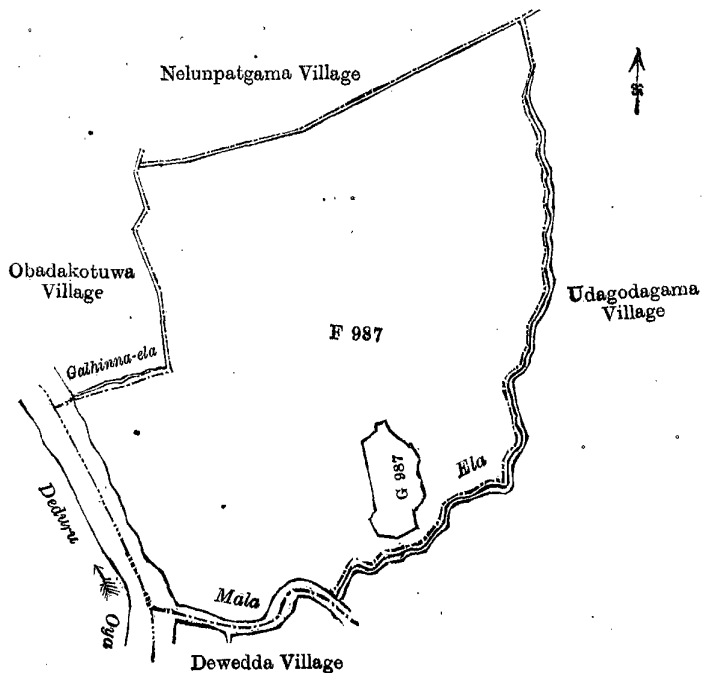 Nelunpatgama Village
N
Obadakotuwa
Village
Udagodagama
Village
F 987
Galhinna-ela
G 987
Ela
Deduru
Oya
Mala
Dewedda Village